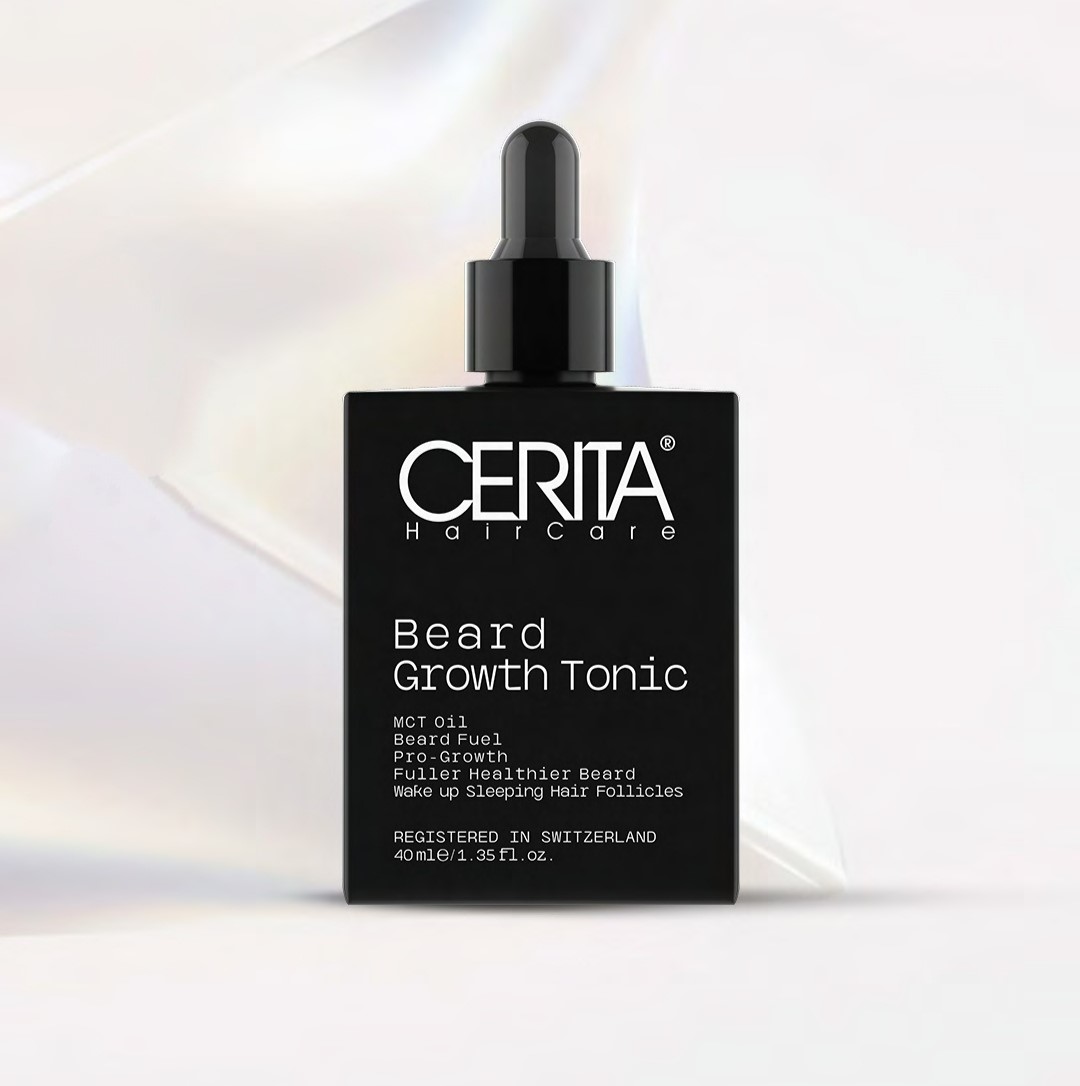 CERITA®
HairCare
Beard
Growth Tonic
MCT Oil
Beard Fuel
Pro-Growth
Fuller Healthier Beard
Wake up Sleeping Hair Follicles
REGISTERED IN SWITZERLAND
40ml℮/1.35fl.oz.